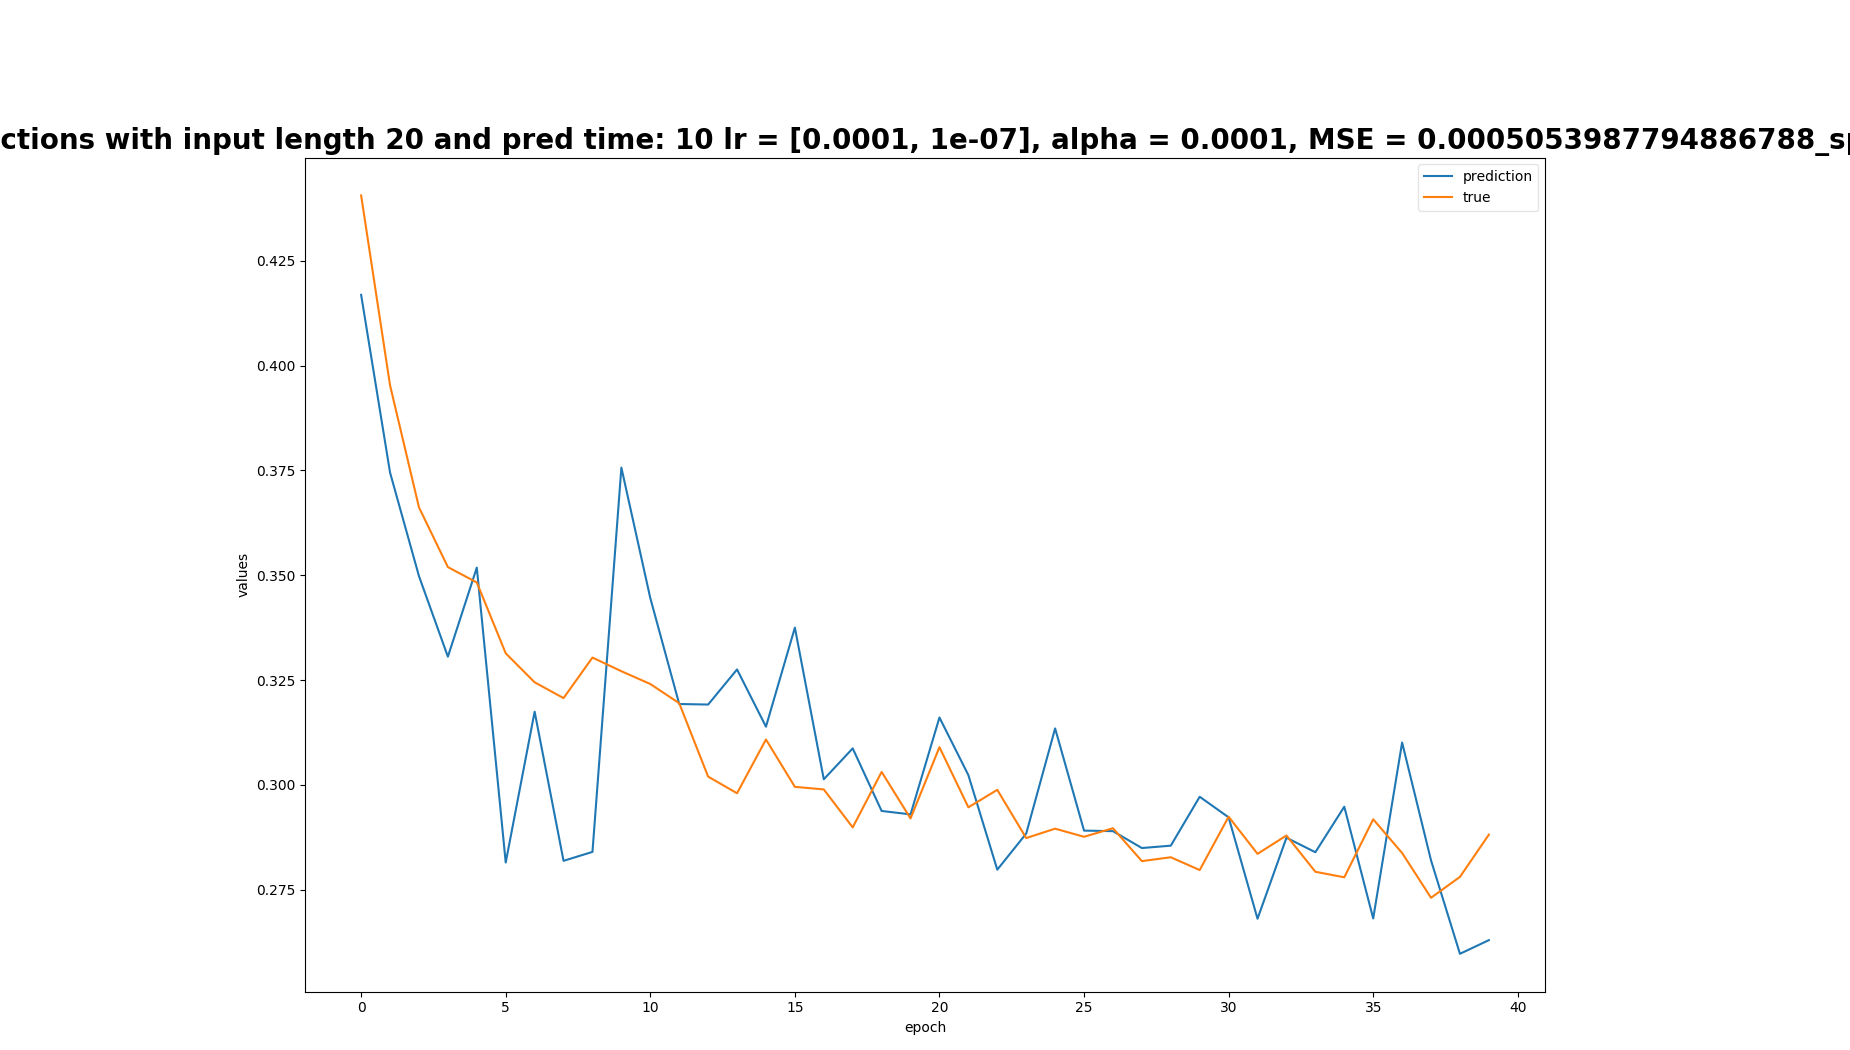 ctions with input length 20 and pred time: 10 lr = [0.0001, 1e-07], alpha = 0.0001, MSE = 0.0005053987794886788_sp
prediction
true
0.425
0.400
0.375
0.350
0.325
0.300
0.275
values
0 5 10 15 20 25 30 35 40
epoch